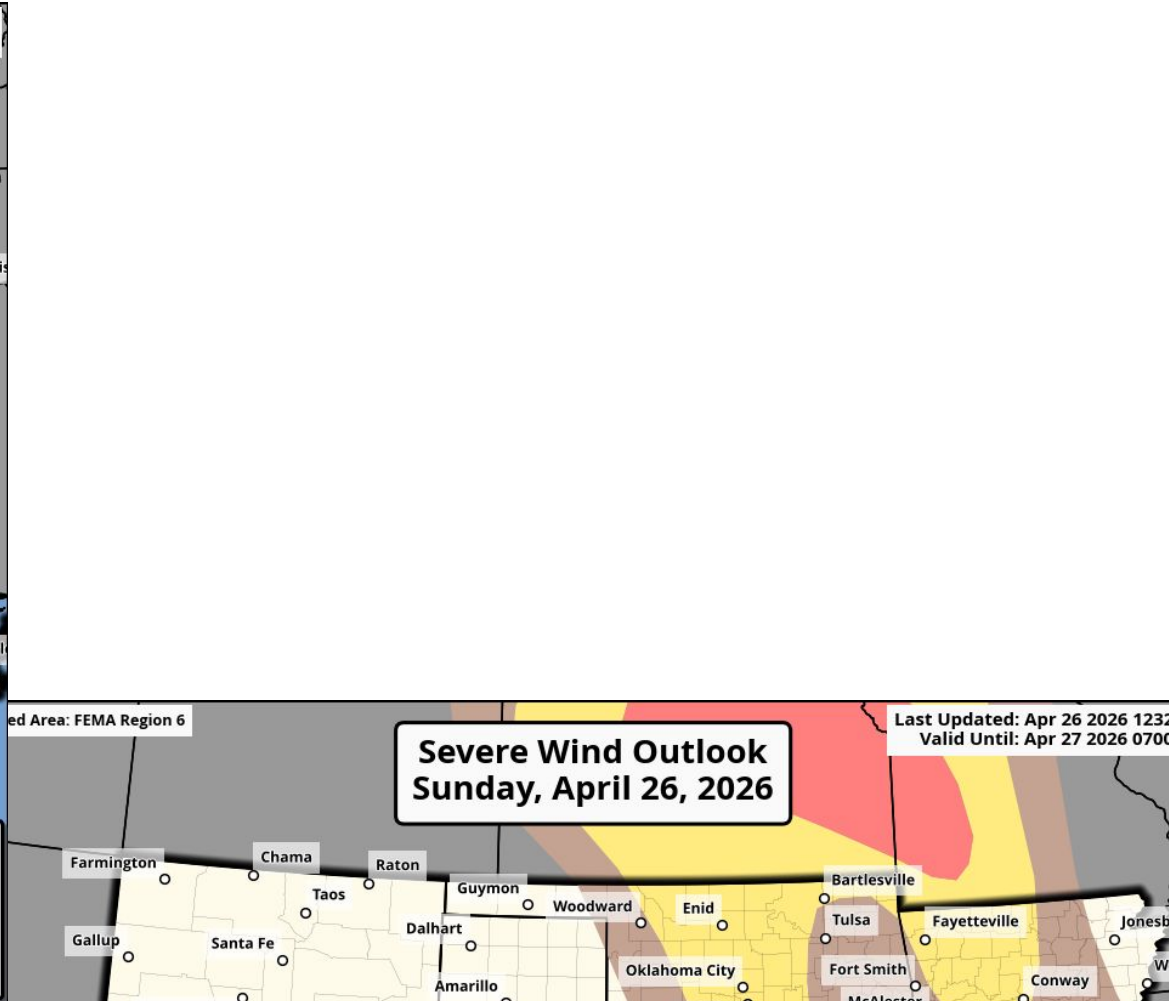 ed Area: FEMA Region 6
Last Updated: Apr 26 2026 1232
Valid Until: Apr 27 2026 0700
Severe Wind Outlook
Sunday, April 26, 2026
Farmington
Chama
Raton
Taos
Guymon
Woodward
Enid
Bartlesville
Tulsa
Fayetteville
Jonesb
Gallup
Santa Fe
Dalhart
Oklahoma City
Fort Smith
Conway
W
Amarillo
McAlester